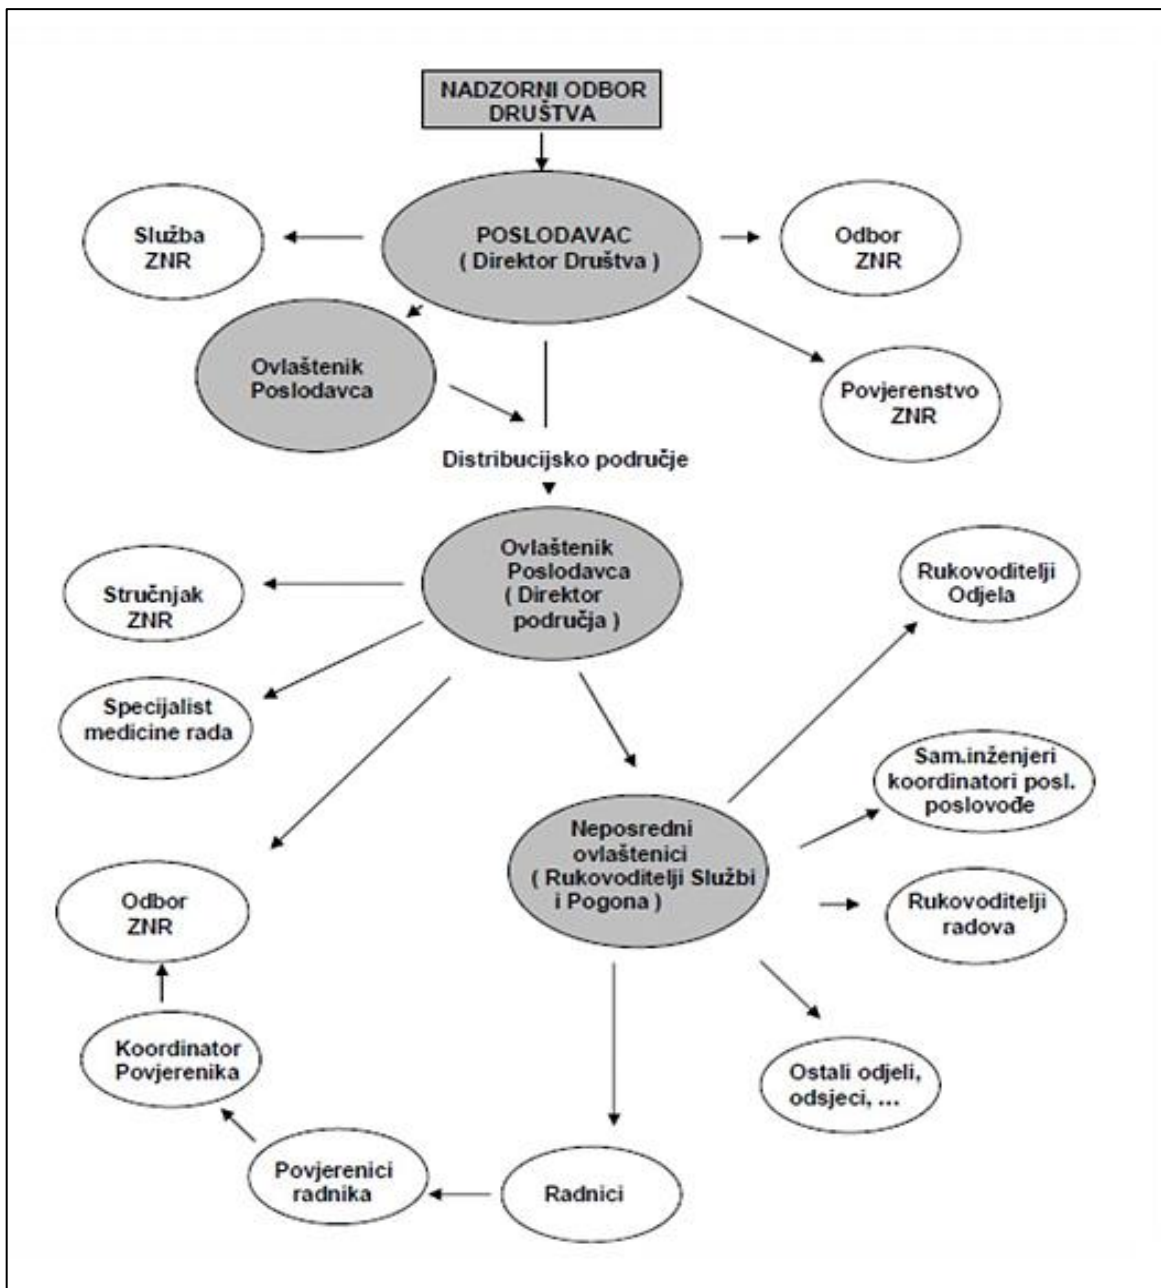 NADZORNI ODBOR
DRUŠTVA
Služba
ZNR
POSLODAVAC
( Direktor Društva )
Odbor
ZNR
Ovlaštenik
Poslodavca
Povjerenstvo
ZNR
Distribucijsko područje
Ovlaštenik
Poslodavca
( Direktor
područja )
Rukovoditelji
Odjela
Stručnjak
ZNR
Specijalist
medicine rada
Sam.inženjeri
koordinatori posl.
poslovođe
Neposredni
ovlaštenici
( Rukovoditelji Službi
i Pogona )
Odbor
ZNR
Rukovoditelji
radova
Koordinator
Povjerenika
Ostali odjeli,
odsjeci, ...
Povjerenici
radnika
Radnici